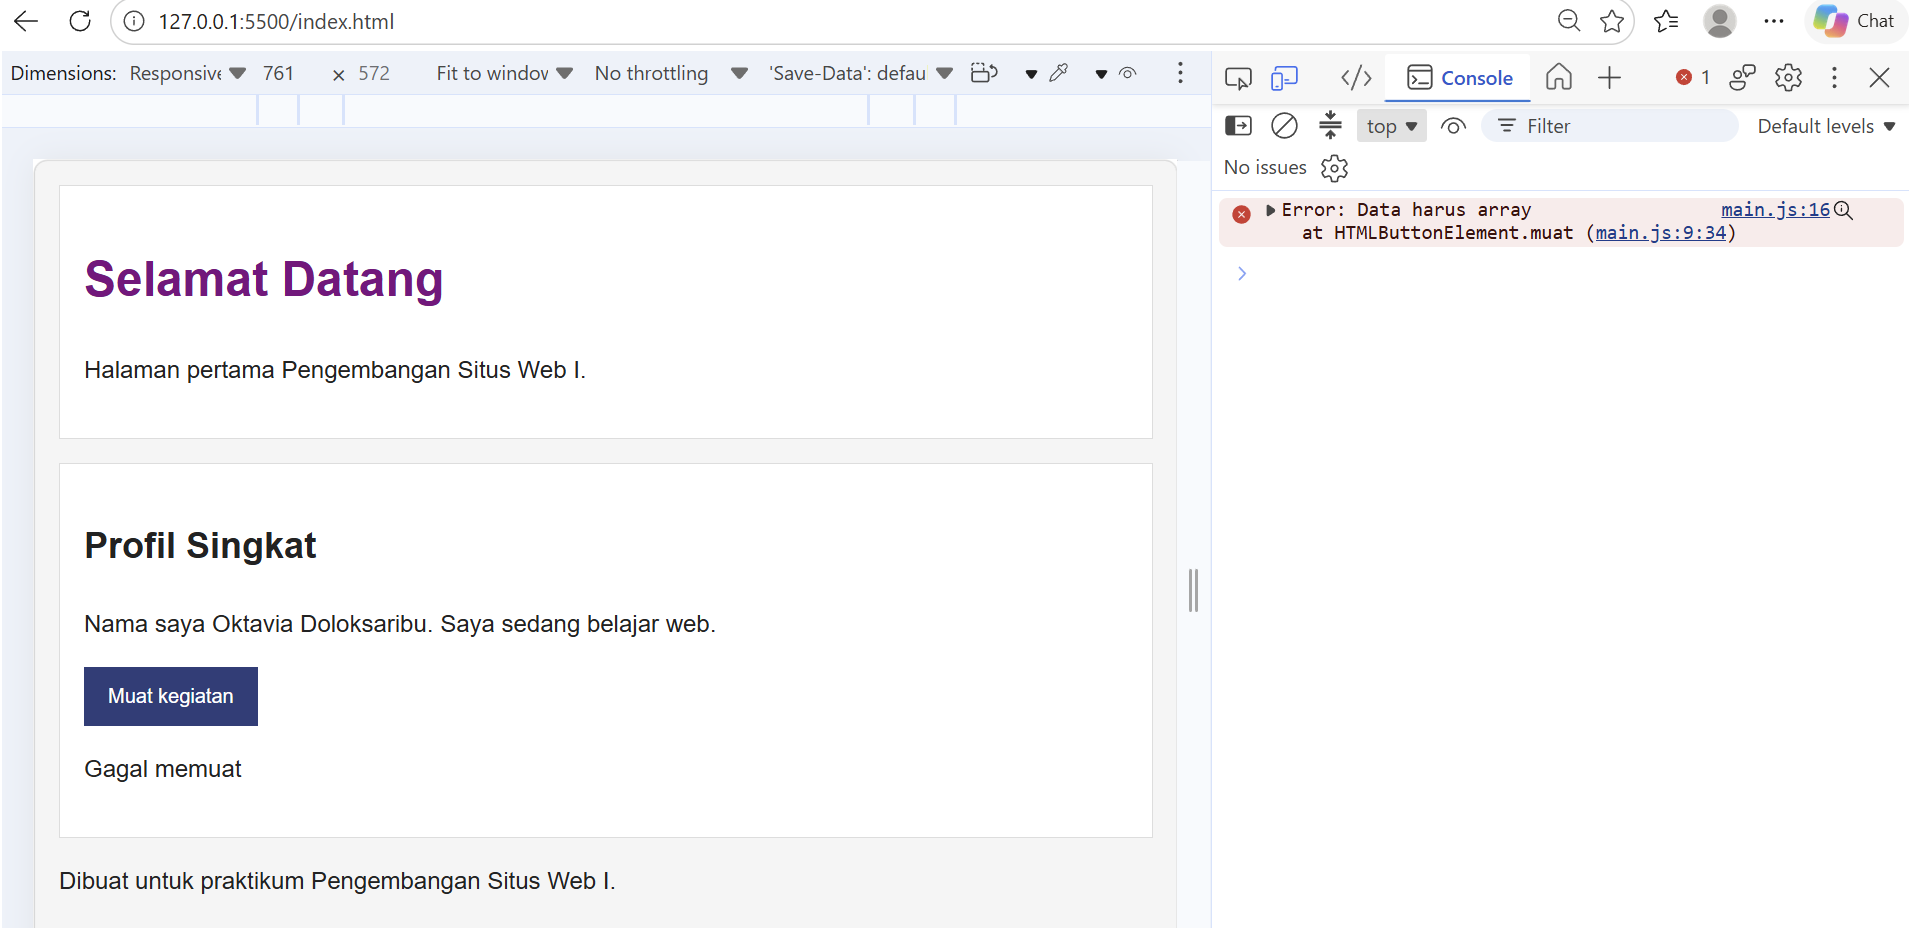 127.0.0.1:5500/index.html
Chat
Dimensions: Responsive 761 × 572 Fit to window No throttling 'Save-Data': defau
Console
1
top
Filter
Default levels
No issues
Error: Data harus array main.js:16
at HTMLButtonElement.muat (main.js:9:34)
Selamat Datang
Halaman pertama Pengembangan Situs Web I.
Profil Singkat
Nama saya Oktavia Doloksaribu. Saya sedang belajar web.
Muat kegiatan
Gagal memuat
Dibuat untuk praktikum Pengembangan Situs Web I.